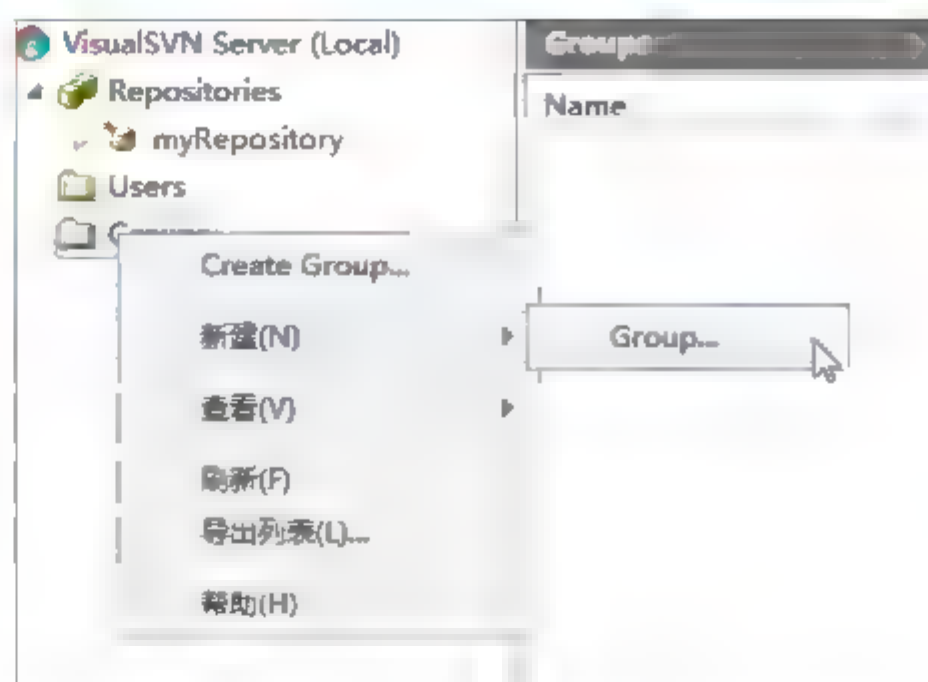 VisualSVN Server (Local)
Groups
Repositories
Name
myRepository
Users
Create Group...
新建(N)
Group...
查看(V)
刷新(F)
导出列表(L)...
帮助(H)